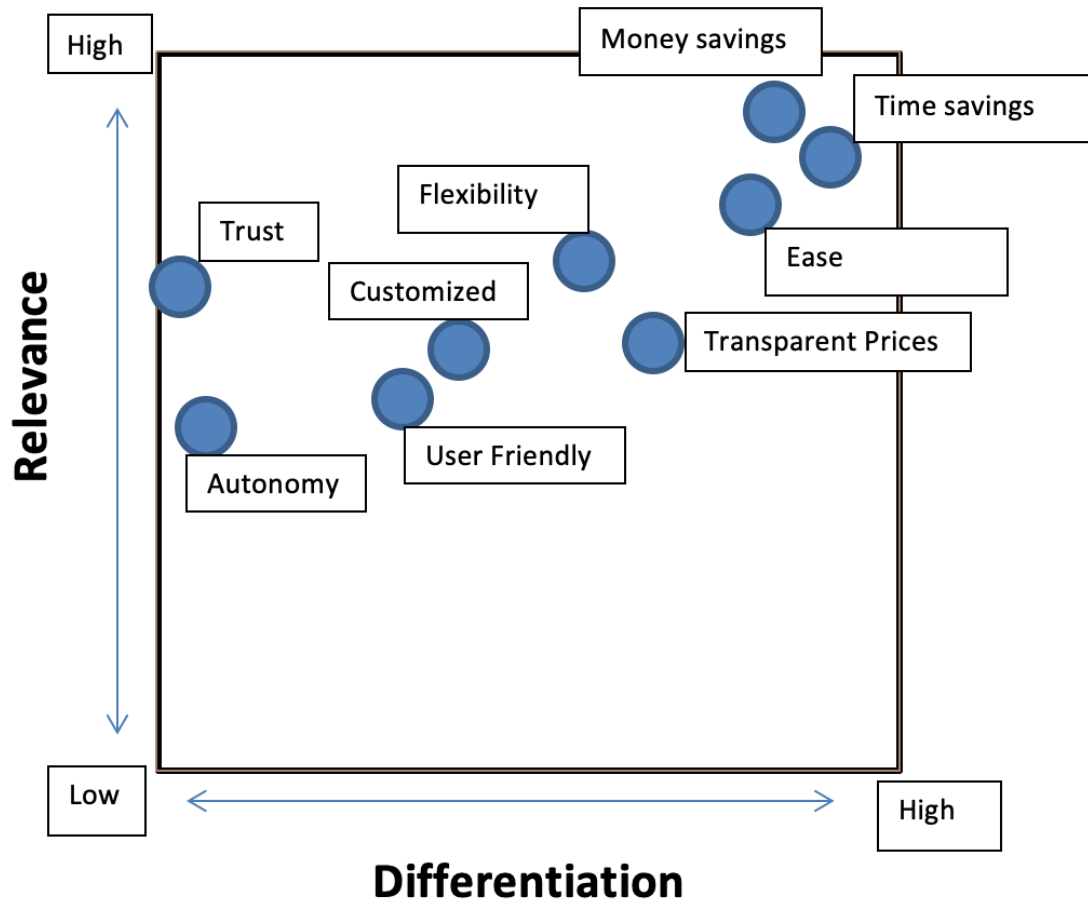 High
Money savings
Time savings
Flexibility
Trust
Ease
Customized
Transparent Prices
User Friendly
Autonomy
Relevance
Low
High
Differentiation